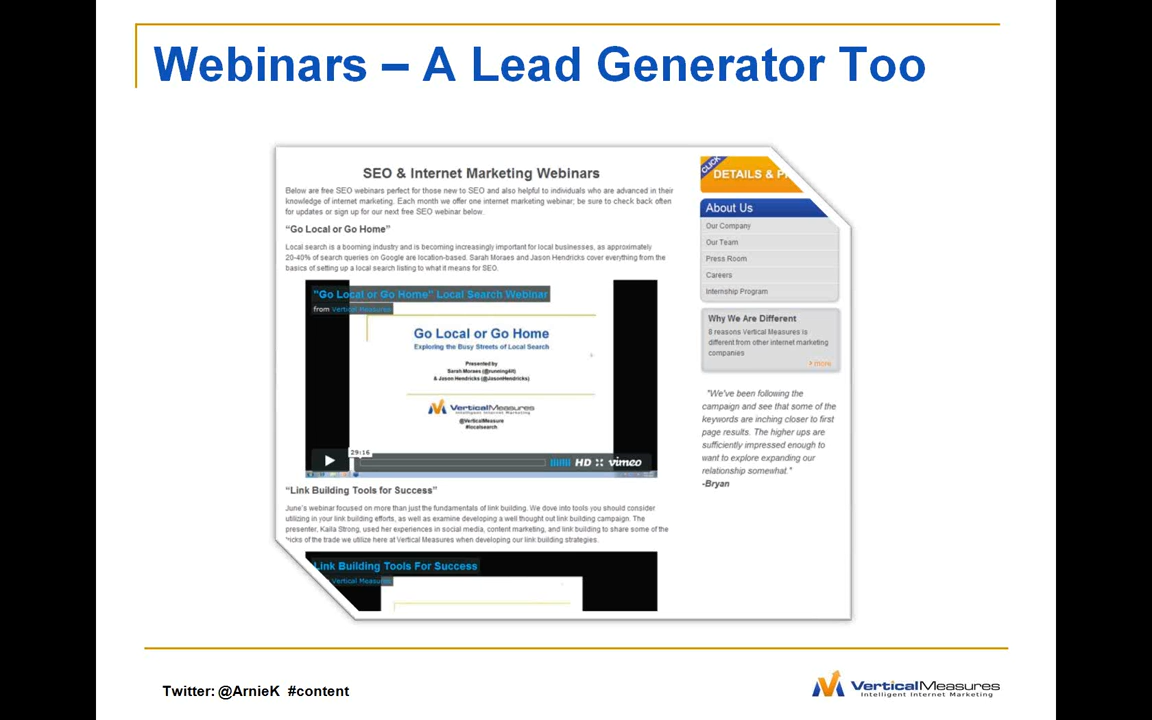 Webinars – A Lead Generator Too
SEO & Internet Marketing Webinars
Below are free SEO webinars perfect for those new to SEO and also helpful to individuals who are advanced in their
knowledge of internet marketing. Each month we offer one internet marketing webinar; be sure to check back often
for updates or sign up for our next free SEO webinar below.
"Go Local or Go Home"
Local search is a booming industry and is becoming increasingly important for local businesses, as approximately
20-40% of search queries on Google are location-based. Sarah Moraes and Jason Hendricks cover everything from the
basics of setting up a local search listing to what it means for SEO.
"Go Local or Go Home" Local Search Webinar
from Vertical Measures
Go Local or Go Home
Exploring the Busy Streets of Local Search
Presented by
Sarah Moraes
& Jason Hendricks (@JasonHendricks)
VerticalMeasures
Intelligent Internet Marketing
@VerticalMeasure
#localsearch
29:16
HD vimeo
"Link Building Tools for Success"
June's webinar focused on more than just the fundamentals of link building. We dove into tools you should consider
utilizing in your link building efforts, as well as examine developing a well thought out link building campaign. The
presenter, Kaila Strong, used her experiences in social media, content marketing, and link building to share some of the
tricks of the trade we utilize here at Vertical Measures when developing our link building strategies.
Link Building Tools For Success
Vertical Measures
CLICK
DETAILS &
About Us
Our Company
Our Team
Press Room
Careers
Internship Program
Why We Are Different
8 reasons Vertical Measures is
different from other internet marketing
companies
more
"We've been following the
campaign and see that some of the
keywords are inching closer to first
page results. The higher ups are
sufficiently impressed enough to
want to explore expanding our
relationship somewhat."
-Bryan
Twitter: @ArnieK #content
VerticalMeasures
Intelligent Internet Marketing